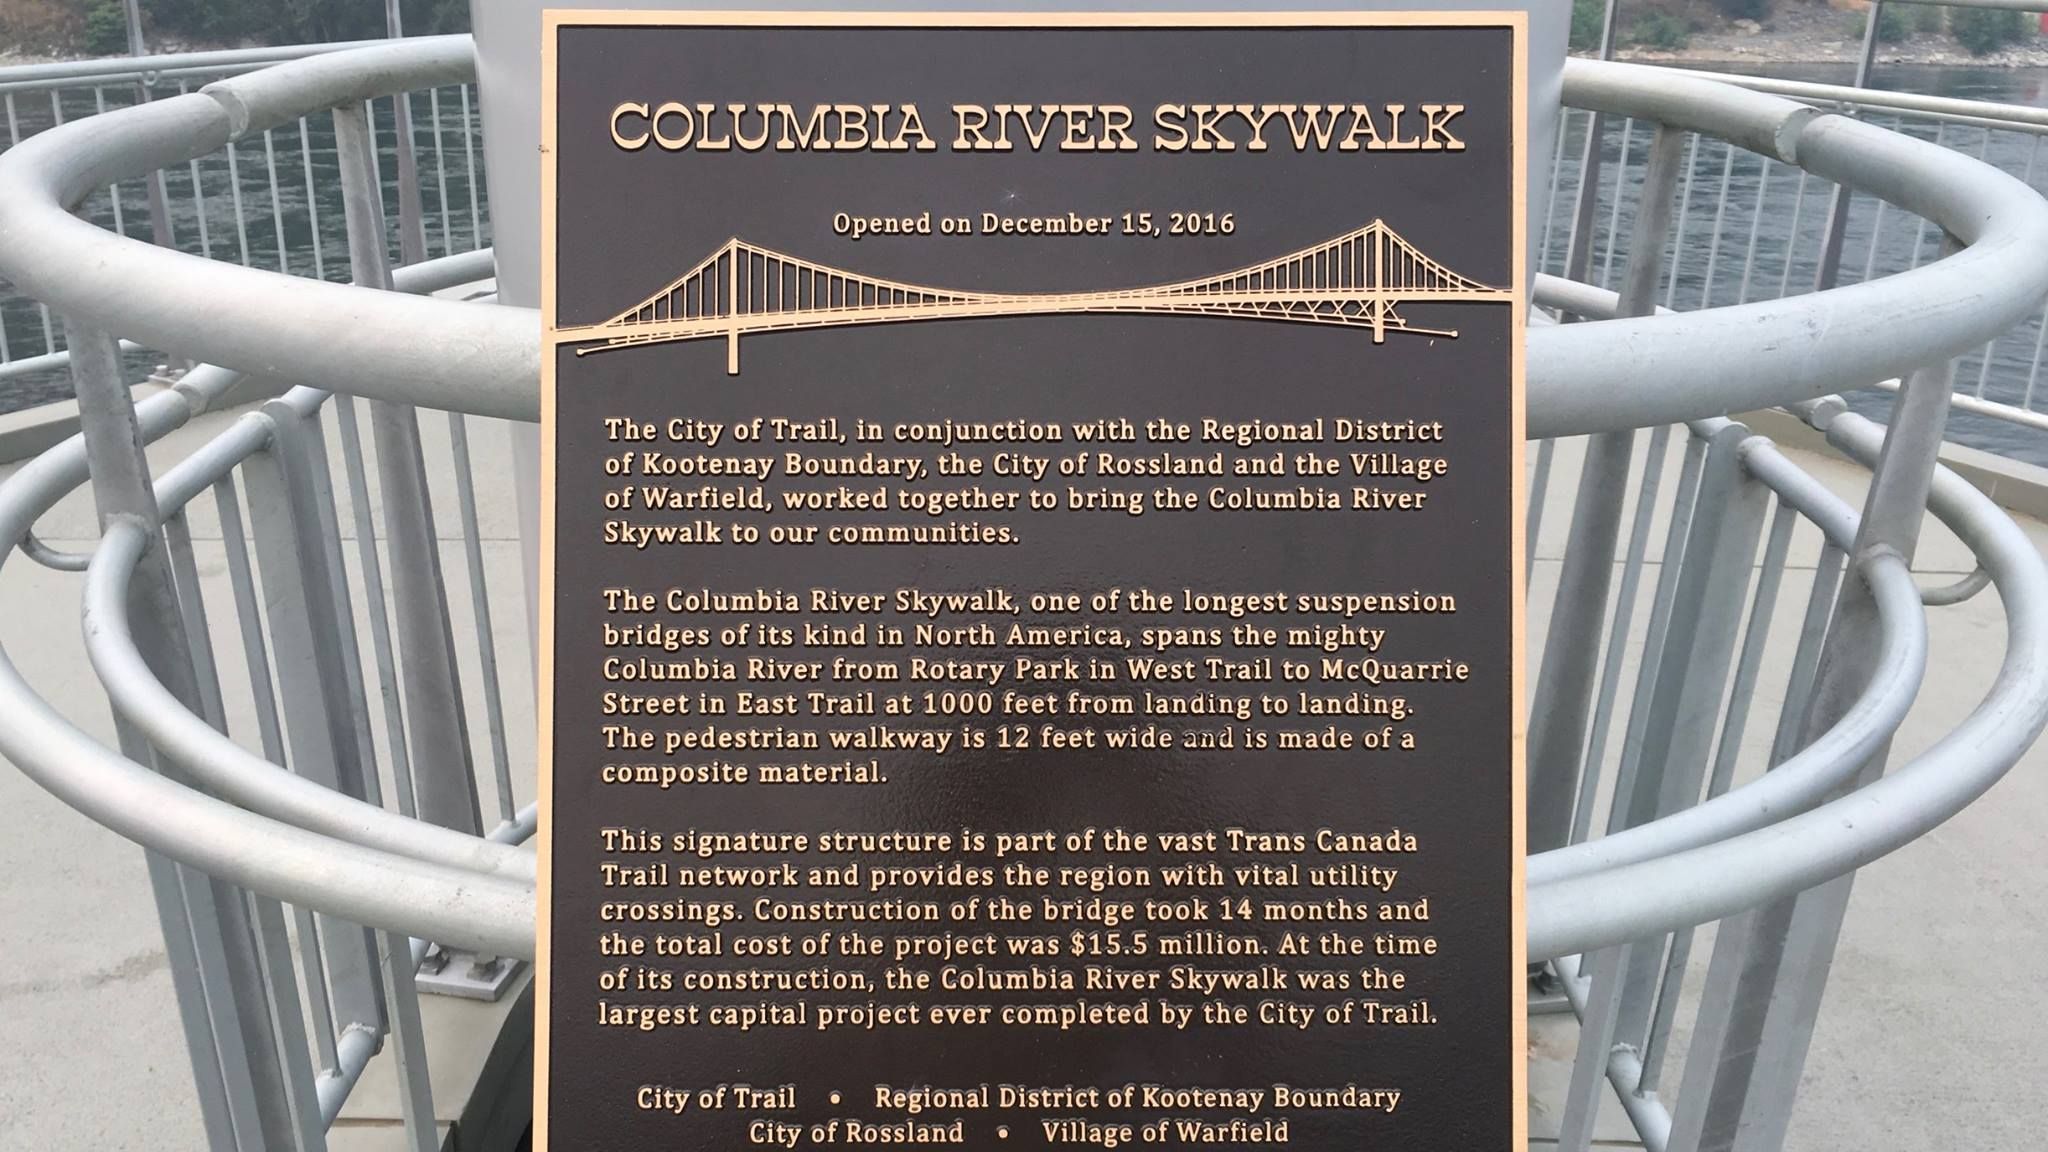 COLUMBIA RIVER SKYWALK
Opened on December 15, 2016
The City of Trail, in conjunction with the Regional District
of Kootenay Boundary, the City of Rossland and the Village
of Warfield, worked together to bring the Columbia River
Skywalk to our communities.
The Columbia River Skywalk, one of the longest suspension
bridges of its kind in North America, spans the mighty
Columbia River from Rotary Park in West Trail to McQuarrie
Street in East Trail at 1000 feet from landing to landing.
The pedestrian walkway is 12 feet wide and is made of a
composite material.
This signature structure is part of the vast Trans Canada
Trail network and provides the region with vital utility
crossings. Construction of the bridge took 14 months and
the total cost of the project was $15.5 million. At the time
of its construction, the Columbia River Skywalk was the
largest capital project ever completed by the City of Trail.
City of Trail • Regional District of Kootenay Boundary
City of Rossland • Village of Warfield